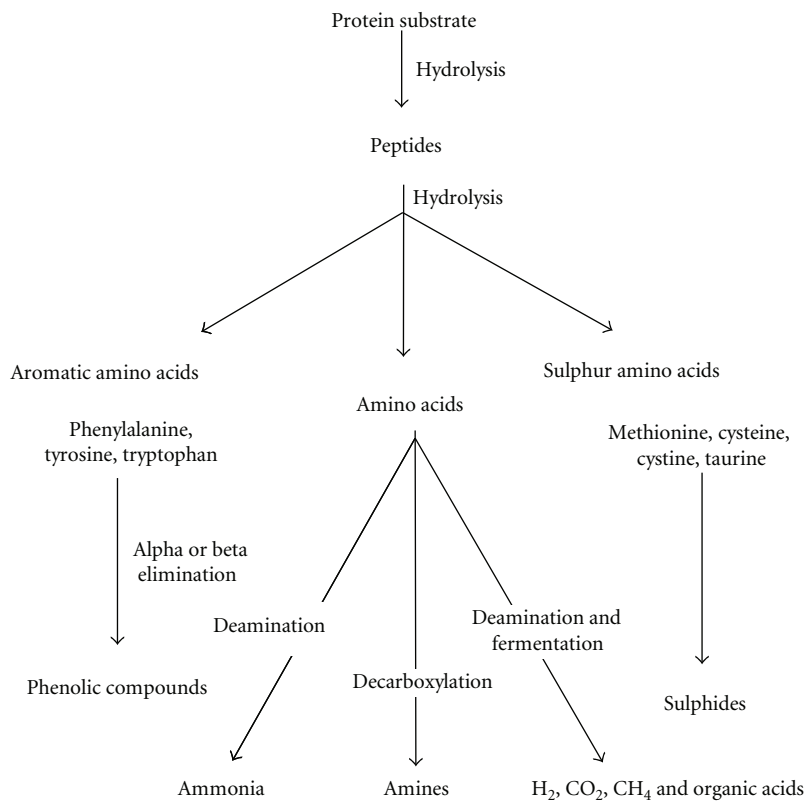 Protein substrate
Hydrolysis
Peptides
Hydrolysis
Aromatic amino acids
Sulphur amino acids
Amino acids
Phenylalanine,
tyrosine, tryptophan
Methionine, cysteine,
cystine, taurine
Alpha or beta
elimination
Deamination
Deamination and
fermentation
Decarboxylation
Phenolic compounds
Sulphides
Ammonia
Amines
H₂, CO₂, CH₄ and organic acids